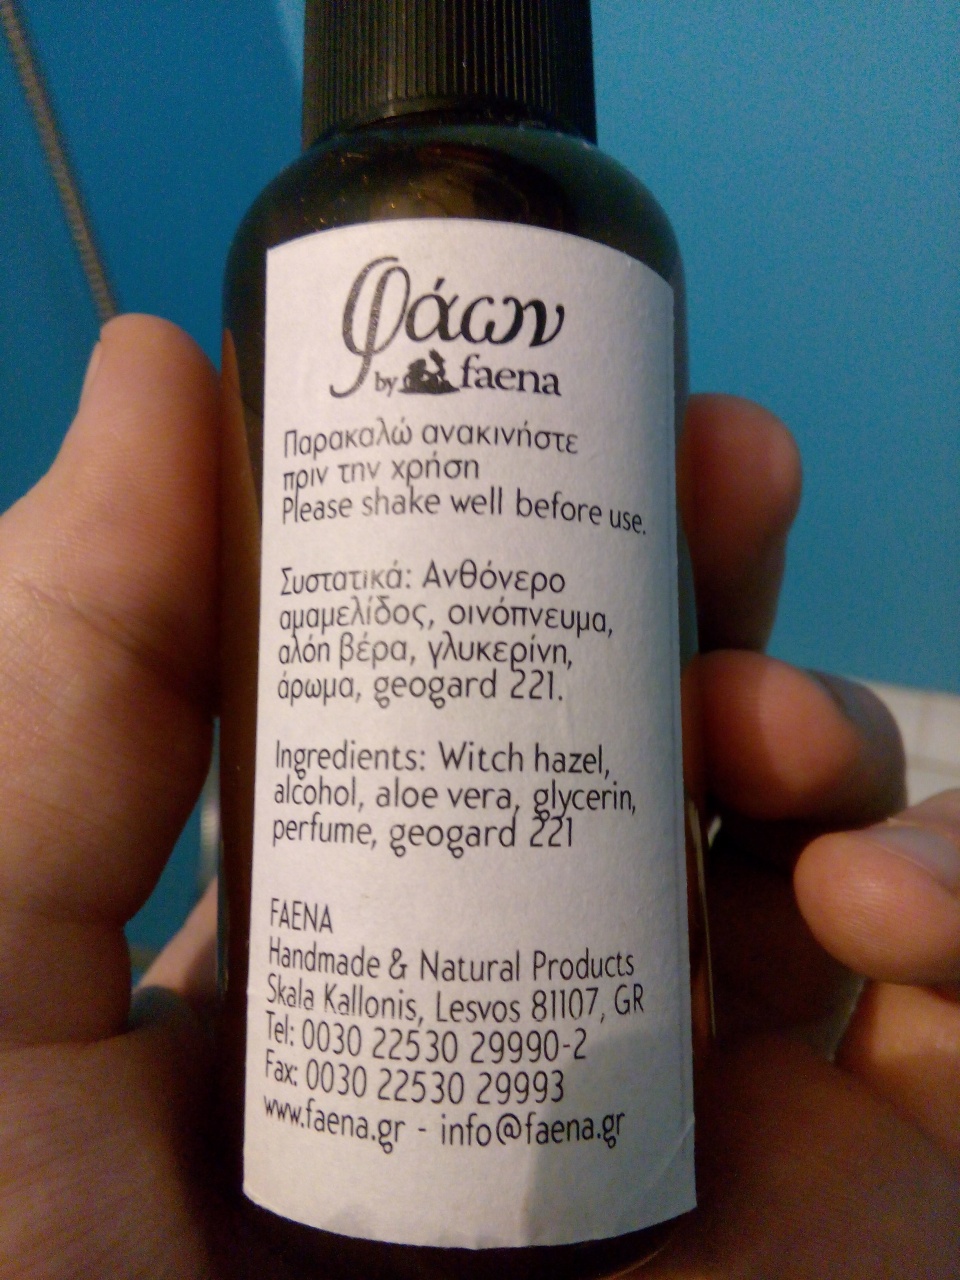 φάων
by faena
Παρακαλώ ανακινήστε
πριν την χρήση
Please shake well before use.
Συστατικά: Ανθόνερο
αμαμελίδος, οινόπνευμα,
αλόη βέρα, γλυκερίνη,
άρωμα, geogard 221.
Ingredients: Witch hazel,
alcohol, aloe vera, glycerin,
perfume, geogard 221
FAENA
Handmade & Natural Products
Skala Kallonis, Lesvos 81107, GR
Tel: 0030 22530 29990-2
Fax: 0030 22530 29993
www.faena.gr - info@faena.gr